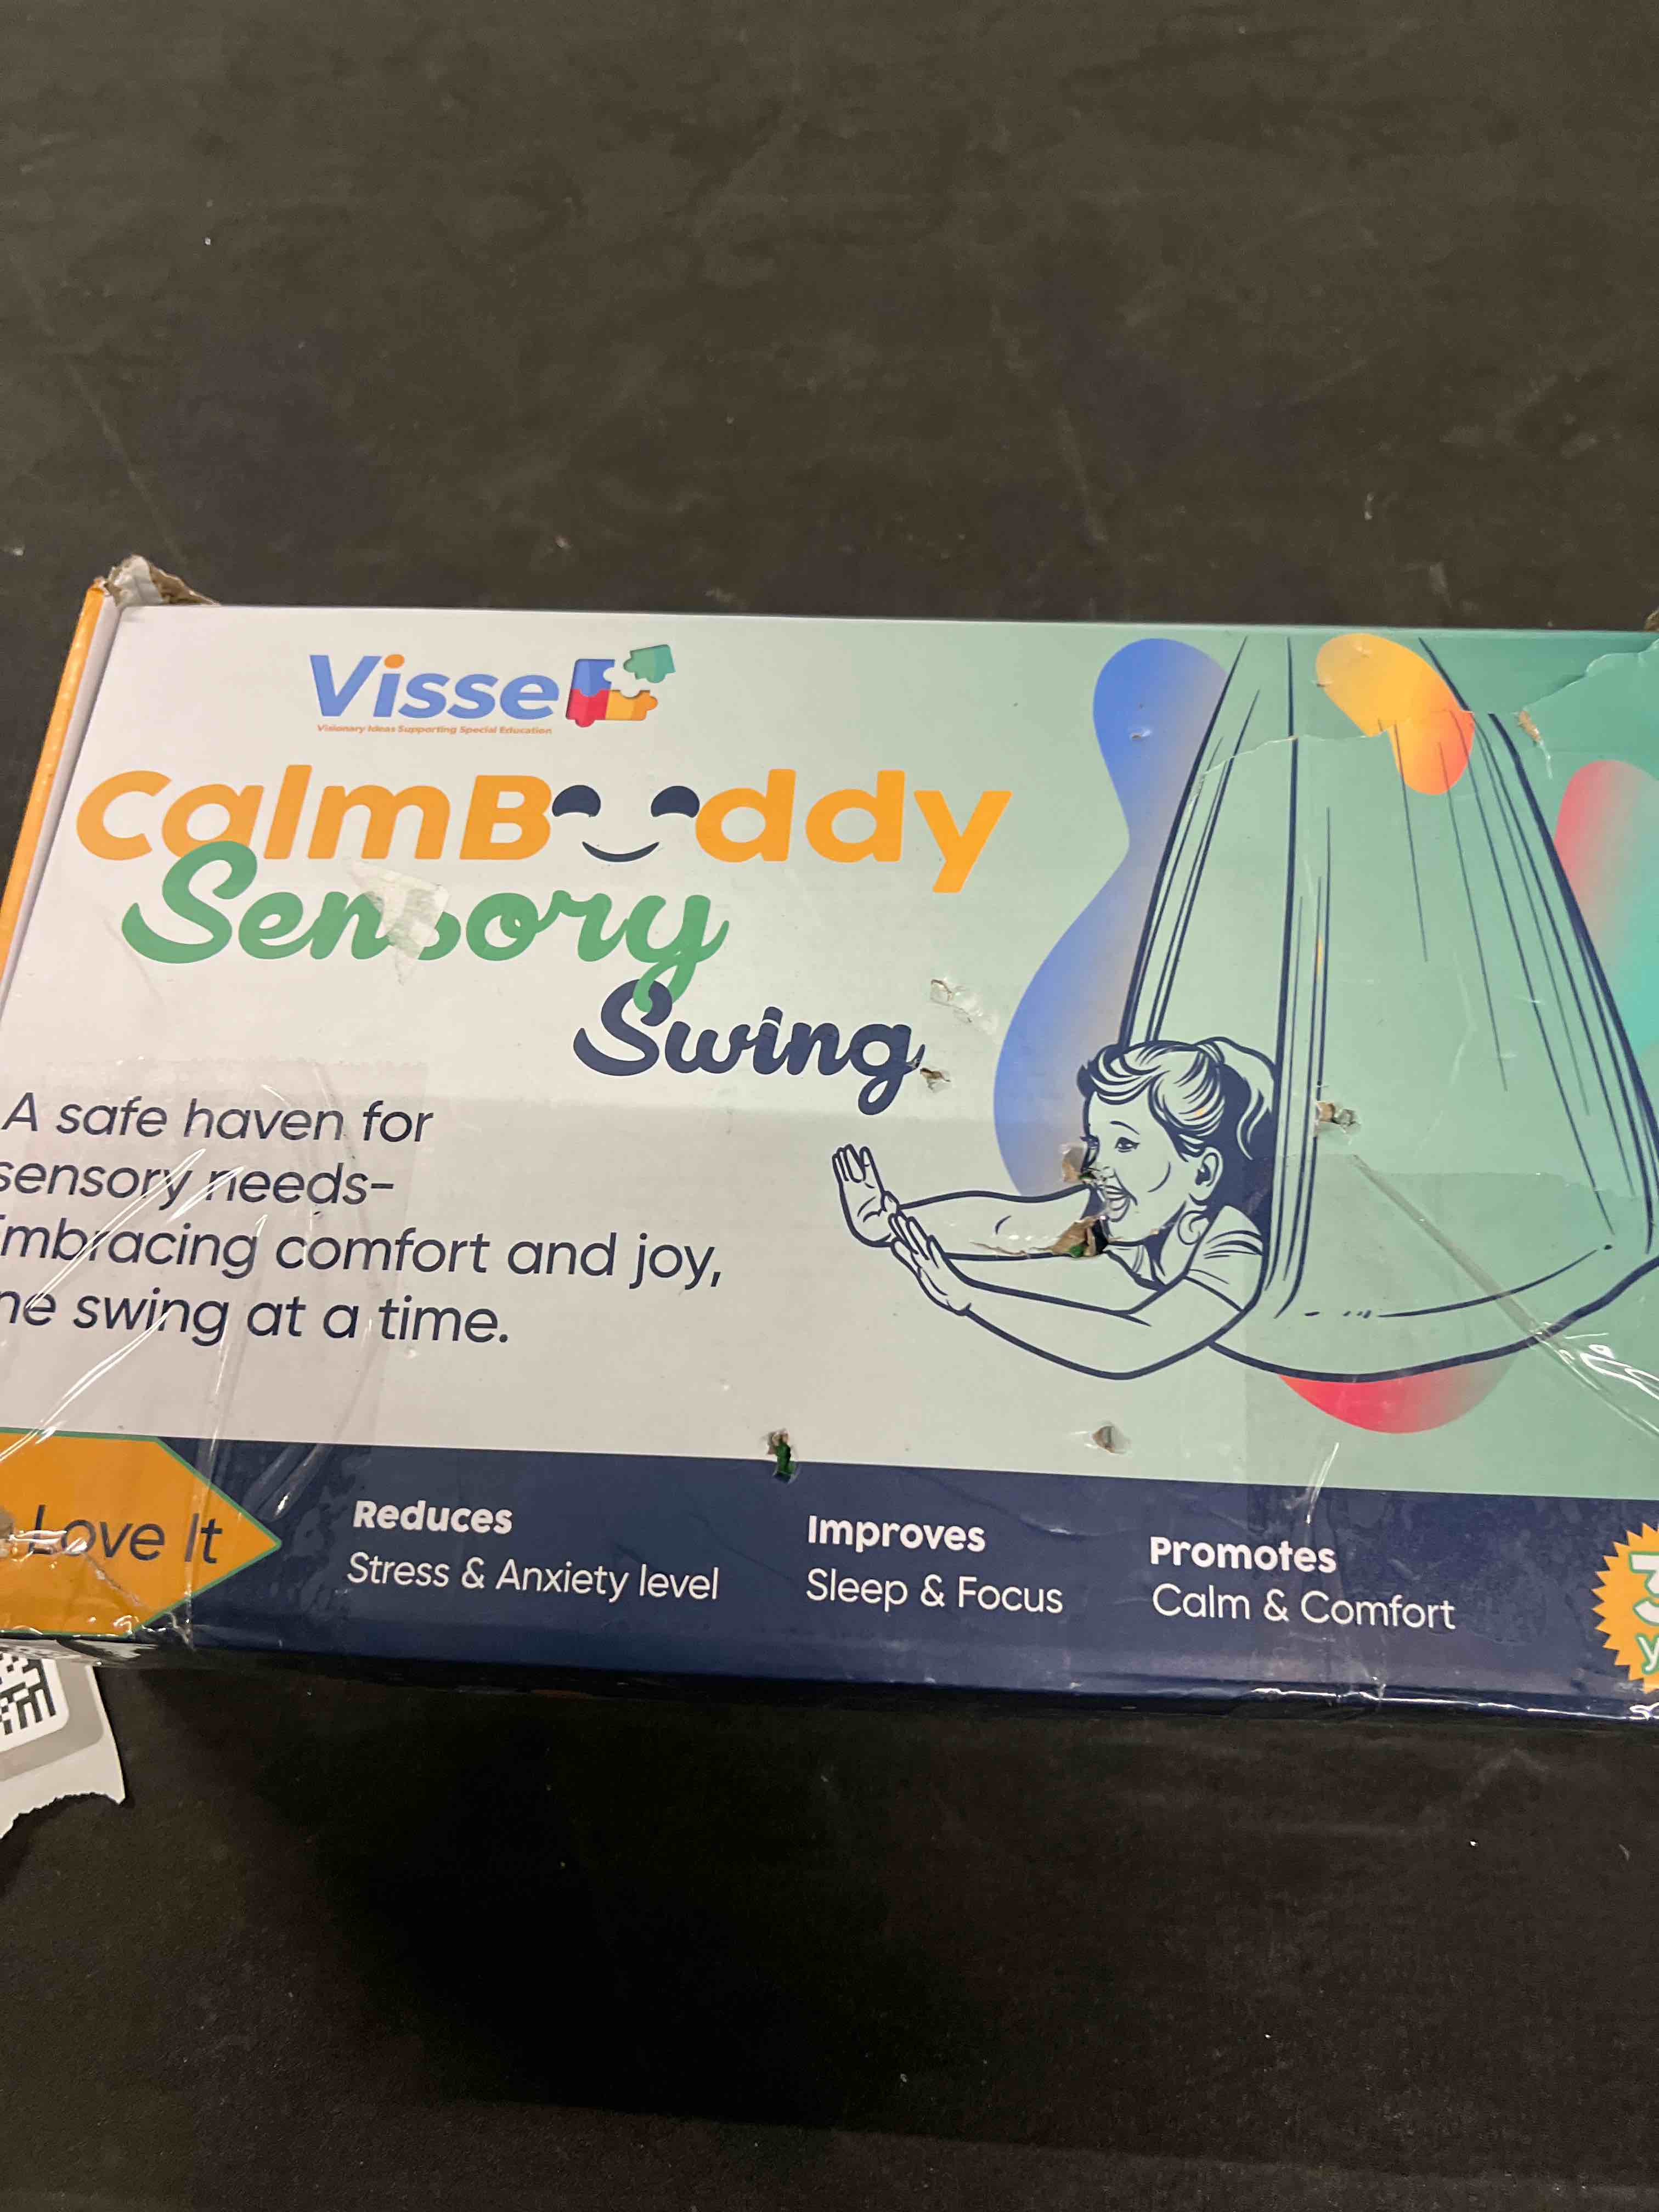 Visse
Visionary Ideas Supporting Special Education
CalmBuddy
Sensory
Swing
A safe haven for
sensory needs-
mbracing comfort and joy,
ne swing at a time.
Love It
Reduces
Stress & Anxiety level
Improves
Sleep & Focus
Promotes
Calm & Comfort
3
y